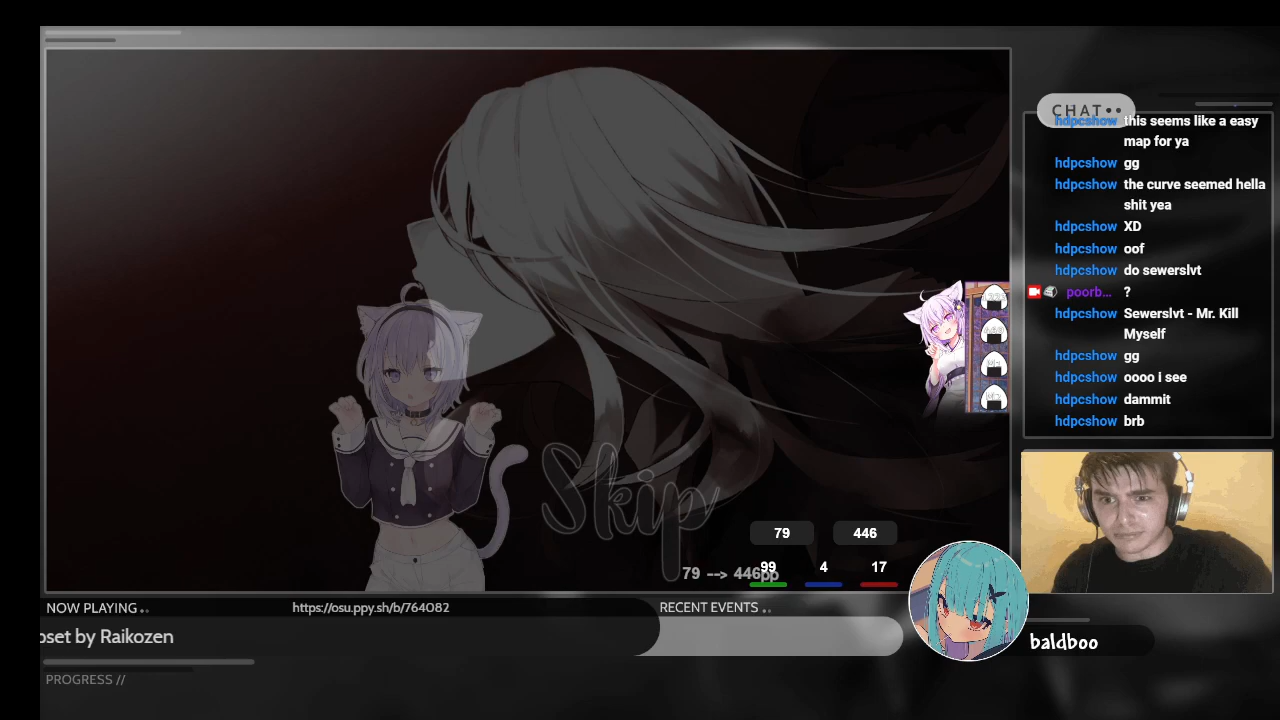 CHAT
hdpcshow this seems like a easy
map for ya
hdpcshow gg
hdpcshow the curve seemed hella
shit yea
hdpcshow XD
hdpcshow oof
hdpcshow do sewerslvt
poorb... ?
hdpcshow Sewerslvt - Mr. Kill
Myself
hdpcshow gg
hdpcshow oooo i see
hdpcshow dammit
hdpcshow brb
Skip
79 446
99 4 17
79 --> 446pp
NOW PLAYING ..
https://osu.ppy.sh/b/764082
RECENT EVENTS ..
oset by Raikozen
baldboo
PROGRESS //